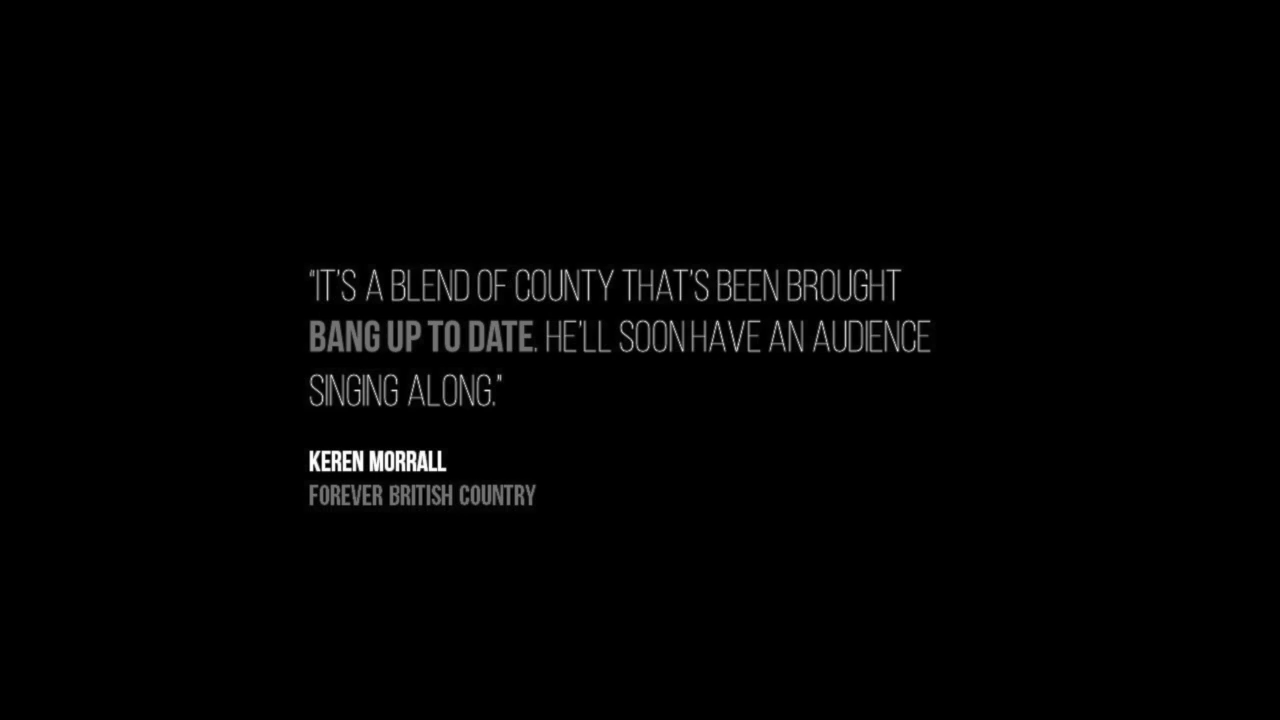 “IT’S A BLEND OF COUNTY THAT’S BEEN BROUGHT
BANG UP TO DATE. HE’LL SOON HAVE AN AUDIENCE
SINGING ALONG.”
KEREN MORRALL
FOREVER BRITISH COUNTRY